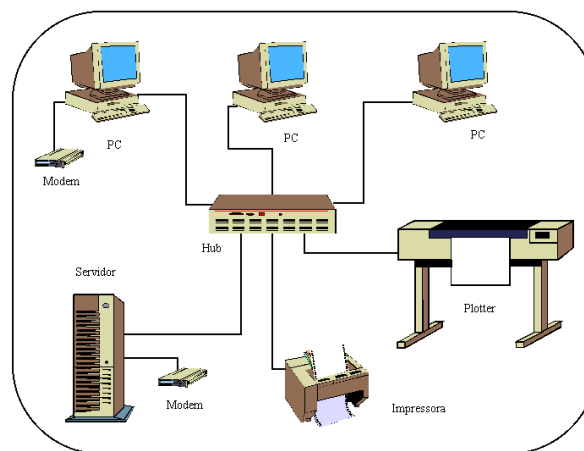 PC
PC
PC
Modem
Hub
Servidor
Plotter
Modem
Impressora